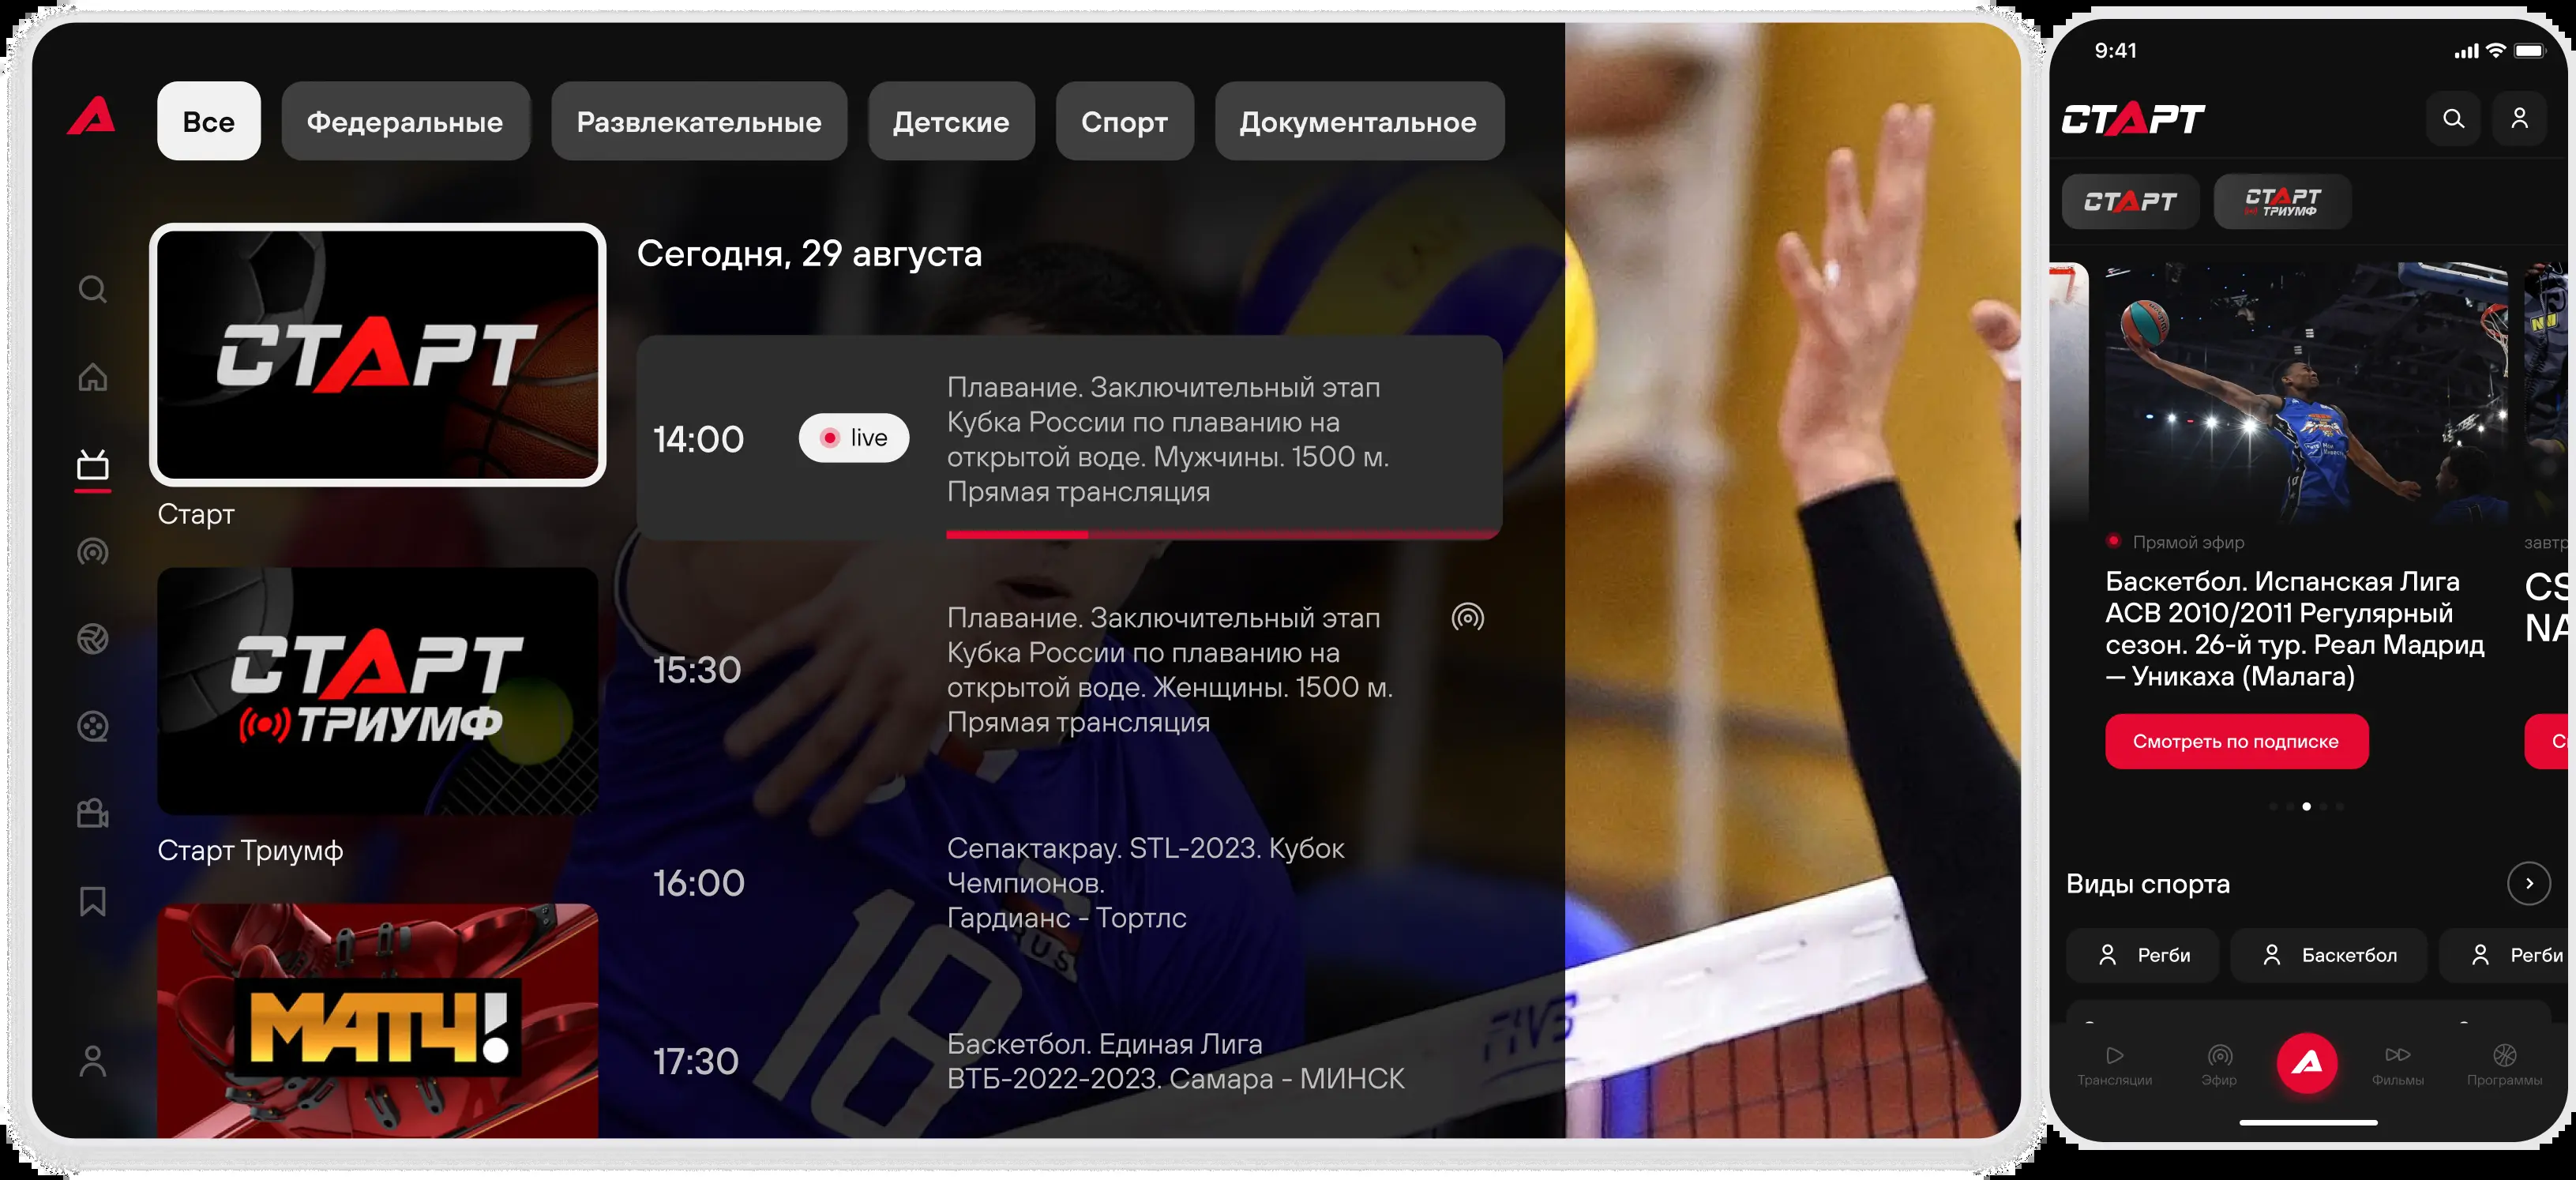 Все
Федеральные
Развлекательные
Детские
Спорт
Документальное
СТАРТ
Старт
СТАРТ
ТРИУМФ
Старт Триумф
МАТЧ!
Сегодня, 29 августа
14:00
live
Плавание. Заключительный этап
Кубка России по плаванию на
открытой воде. Мужчины. 1500 м.
Прямая трансляция
15:30
Плавание. Заключительный этап
Кубка России по плаванию на
открытой воде. Женщины. 1500 м.
Прямая трансляция
16:00
Сепактакрау. STL-2023. Кубок
Чемпионов.
Гардианс - Тортлс
17:30
Баскетбол. Единая Лига
ВТБ-2022-2023. Самара - МИНСК
18
RUS
FIVB
9:41
СТАРТ
СТАРТ
СТАРТ
ТРИУМФ
Прямой эфир
Баскетбол. Испанская Лига
АСВ 2010/2011 Регулярный
сезон. 26-й тур. Реал Мадрид
— Уникаха (Малага)
Смотреть по подписке
завтр
CS
NA
Виды спорта
Регби
Баскетбол
Регби
Трансляции
Эфир
Фильмы
Программы